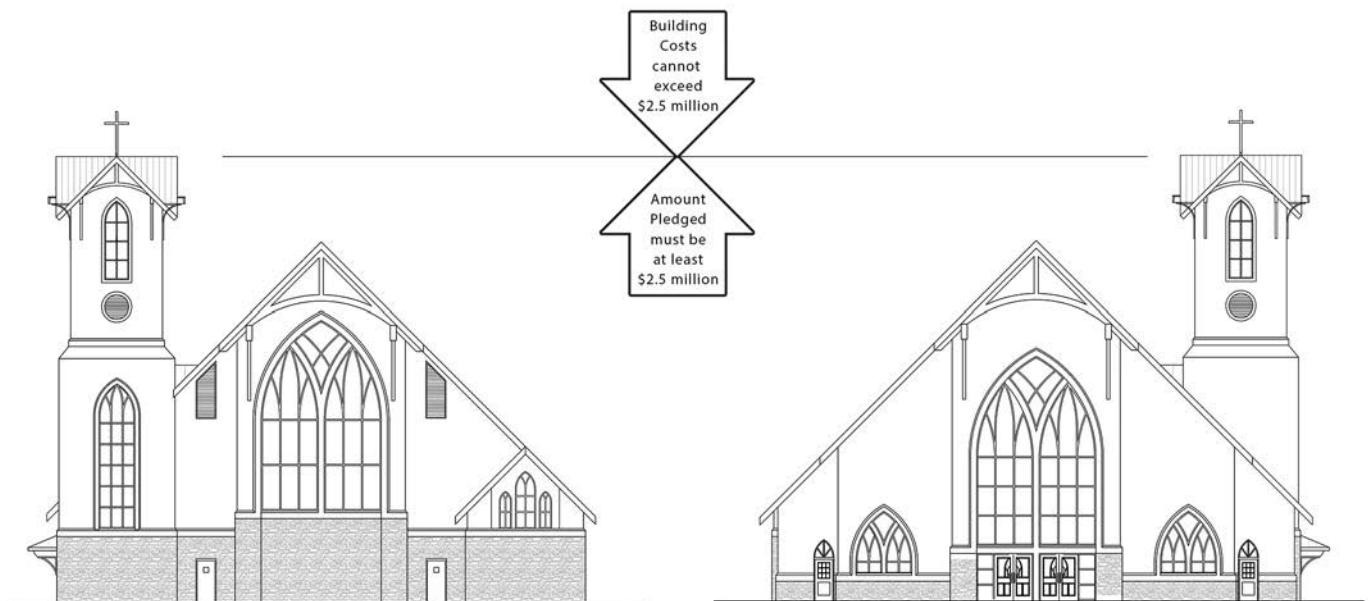 Building
Costs
cannot
exceed
$2.5 million
Amount
Pledged
must be
at least
$2.5 million